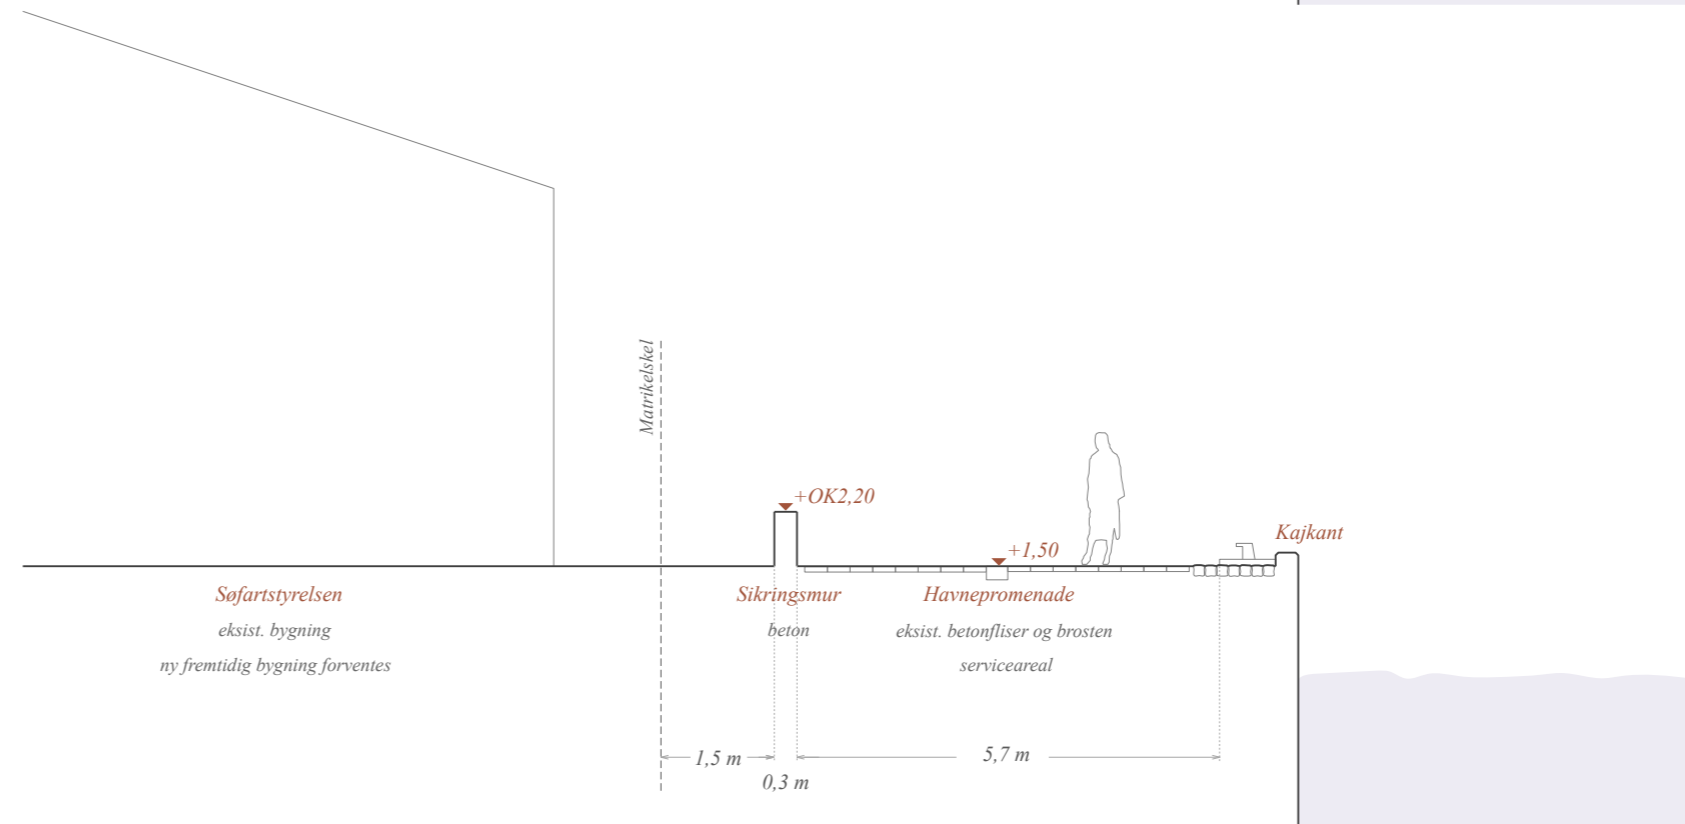 Matrikelskel
+OK2,20
+1,50
Kajkant
Søfartstyrelsen
eksist. bygning
ny fremtidig bygning forventes
Sikringsmur
beton
Havnepromenade
eksist. betonfliser og brosten
serviceareal
1,5 m
0,3 m
5,7 m